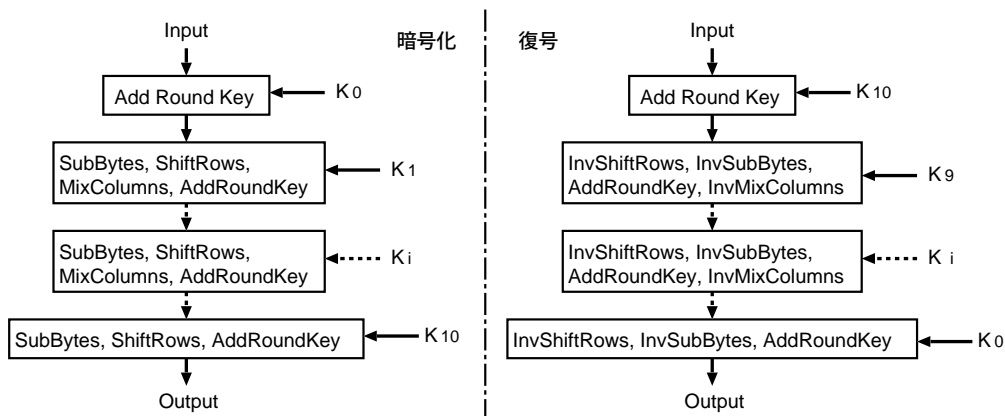 暗号化
Input
Add Round Key
K0
SubBytes, ShiftRows,
MixColumns, AddRoundKey
K1
SubBytes, ShiftRows,
MixColumns, AddRoundKey
Ki
SubBytes, ShiftRows, AddRoundKey
K10
Output
復号
Input
Add Round Key
K10
InvShiftRows, InvSubBytes,
AddRoundKey, InvMixColumns
K9
InvShiftRows, InvSubBytes,
AddRoundKey, InvMixColumns
Ki
InvShiftRows, InvSubBytes, AddRoundKey
K0
Output